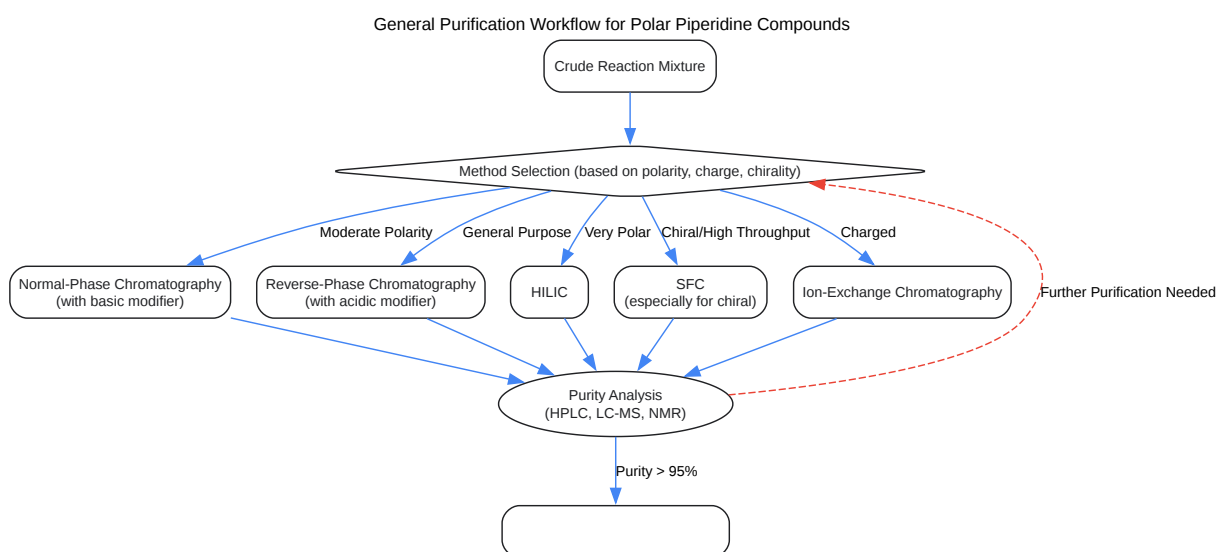 General Purification Workflow for Polar Piperidine Compounds
Crude Reaction Mixture
Method Selection (based on polarity, charge, chirality)
Moderate Polarity
General Purpose
Very Polar
Chiral/High Throughput
Charged
Normal-Phase Chromatography
(with basic modifier)
Reverse-Phase Chromatography
(with acidic modifier)
HILIC
SFC
(especially for chiral)
Ion-Exchange Chromatography
Further Purification Needed
Purity Analysis
(HPLC, LC-MS, NMR)
Purity > 95%